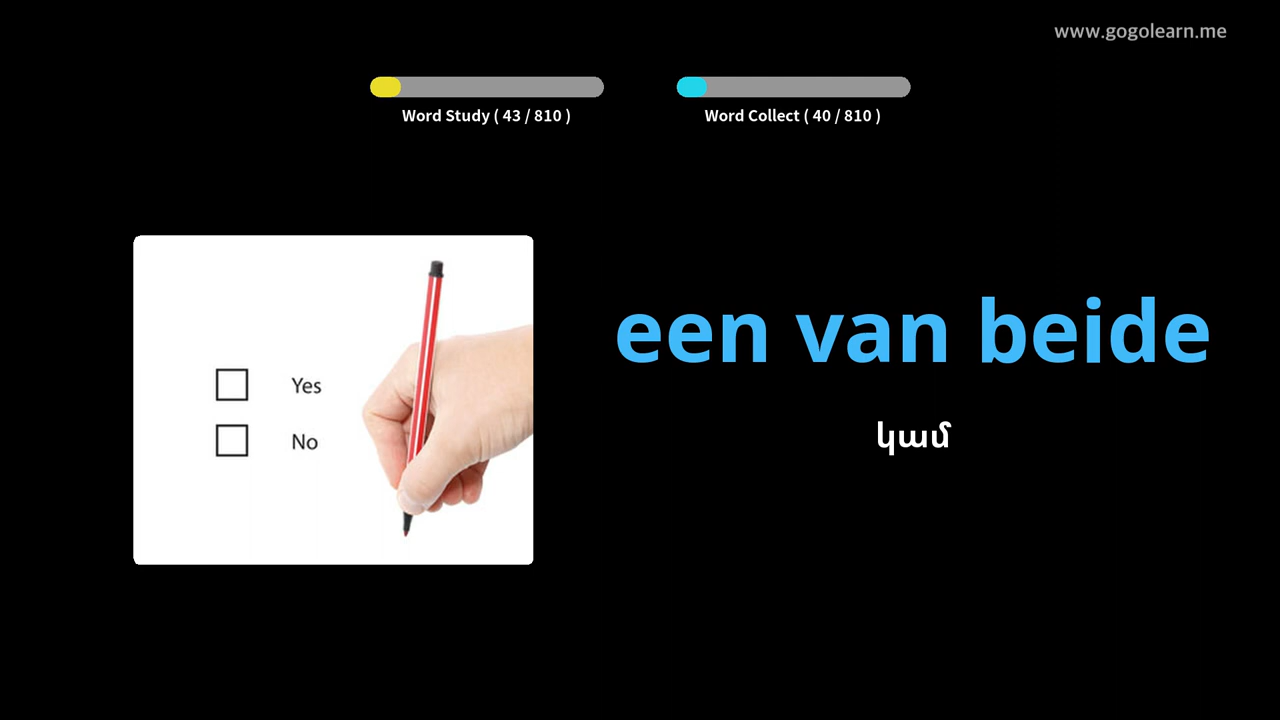 www.gogolearn.me
Word Study ( 43 / 810 )
Word Collect ( 40 / 810 )
Yes
No
een van beide
կամ